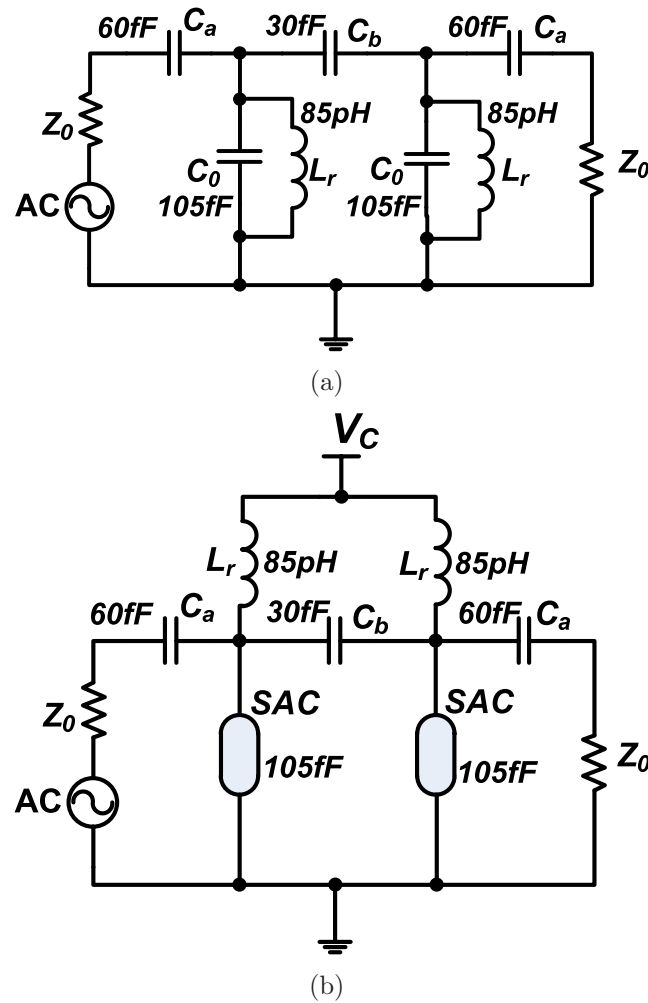 60fF Ca 30fF Cb 60fF Ca
85pH 85pH
Z0 C0 Lr C0 Lr Z0
AC 105fF 105fF
(a)
VC
Lr 85pH Lr 85pH
60fF Ca 30fF Cb 60fF Ca
SAC SAC
Z0 105fF 105fF Z0
AC
(b)